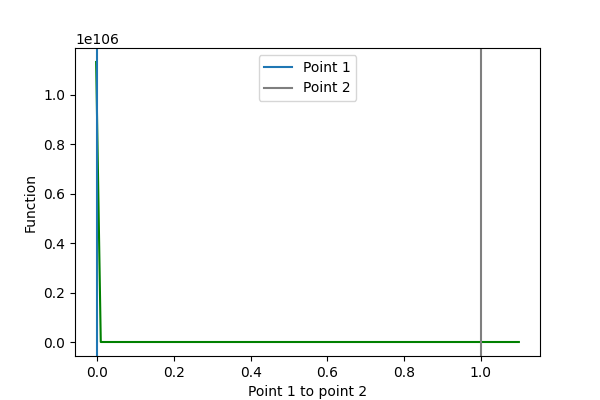 1e106
Point 1
Point 2
1.0
0.8
0.6
0.4
0.2
0.0
Function
0.0 0.2 0.4 0.6 0.8 1.0
Point 1 to point 2